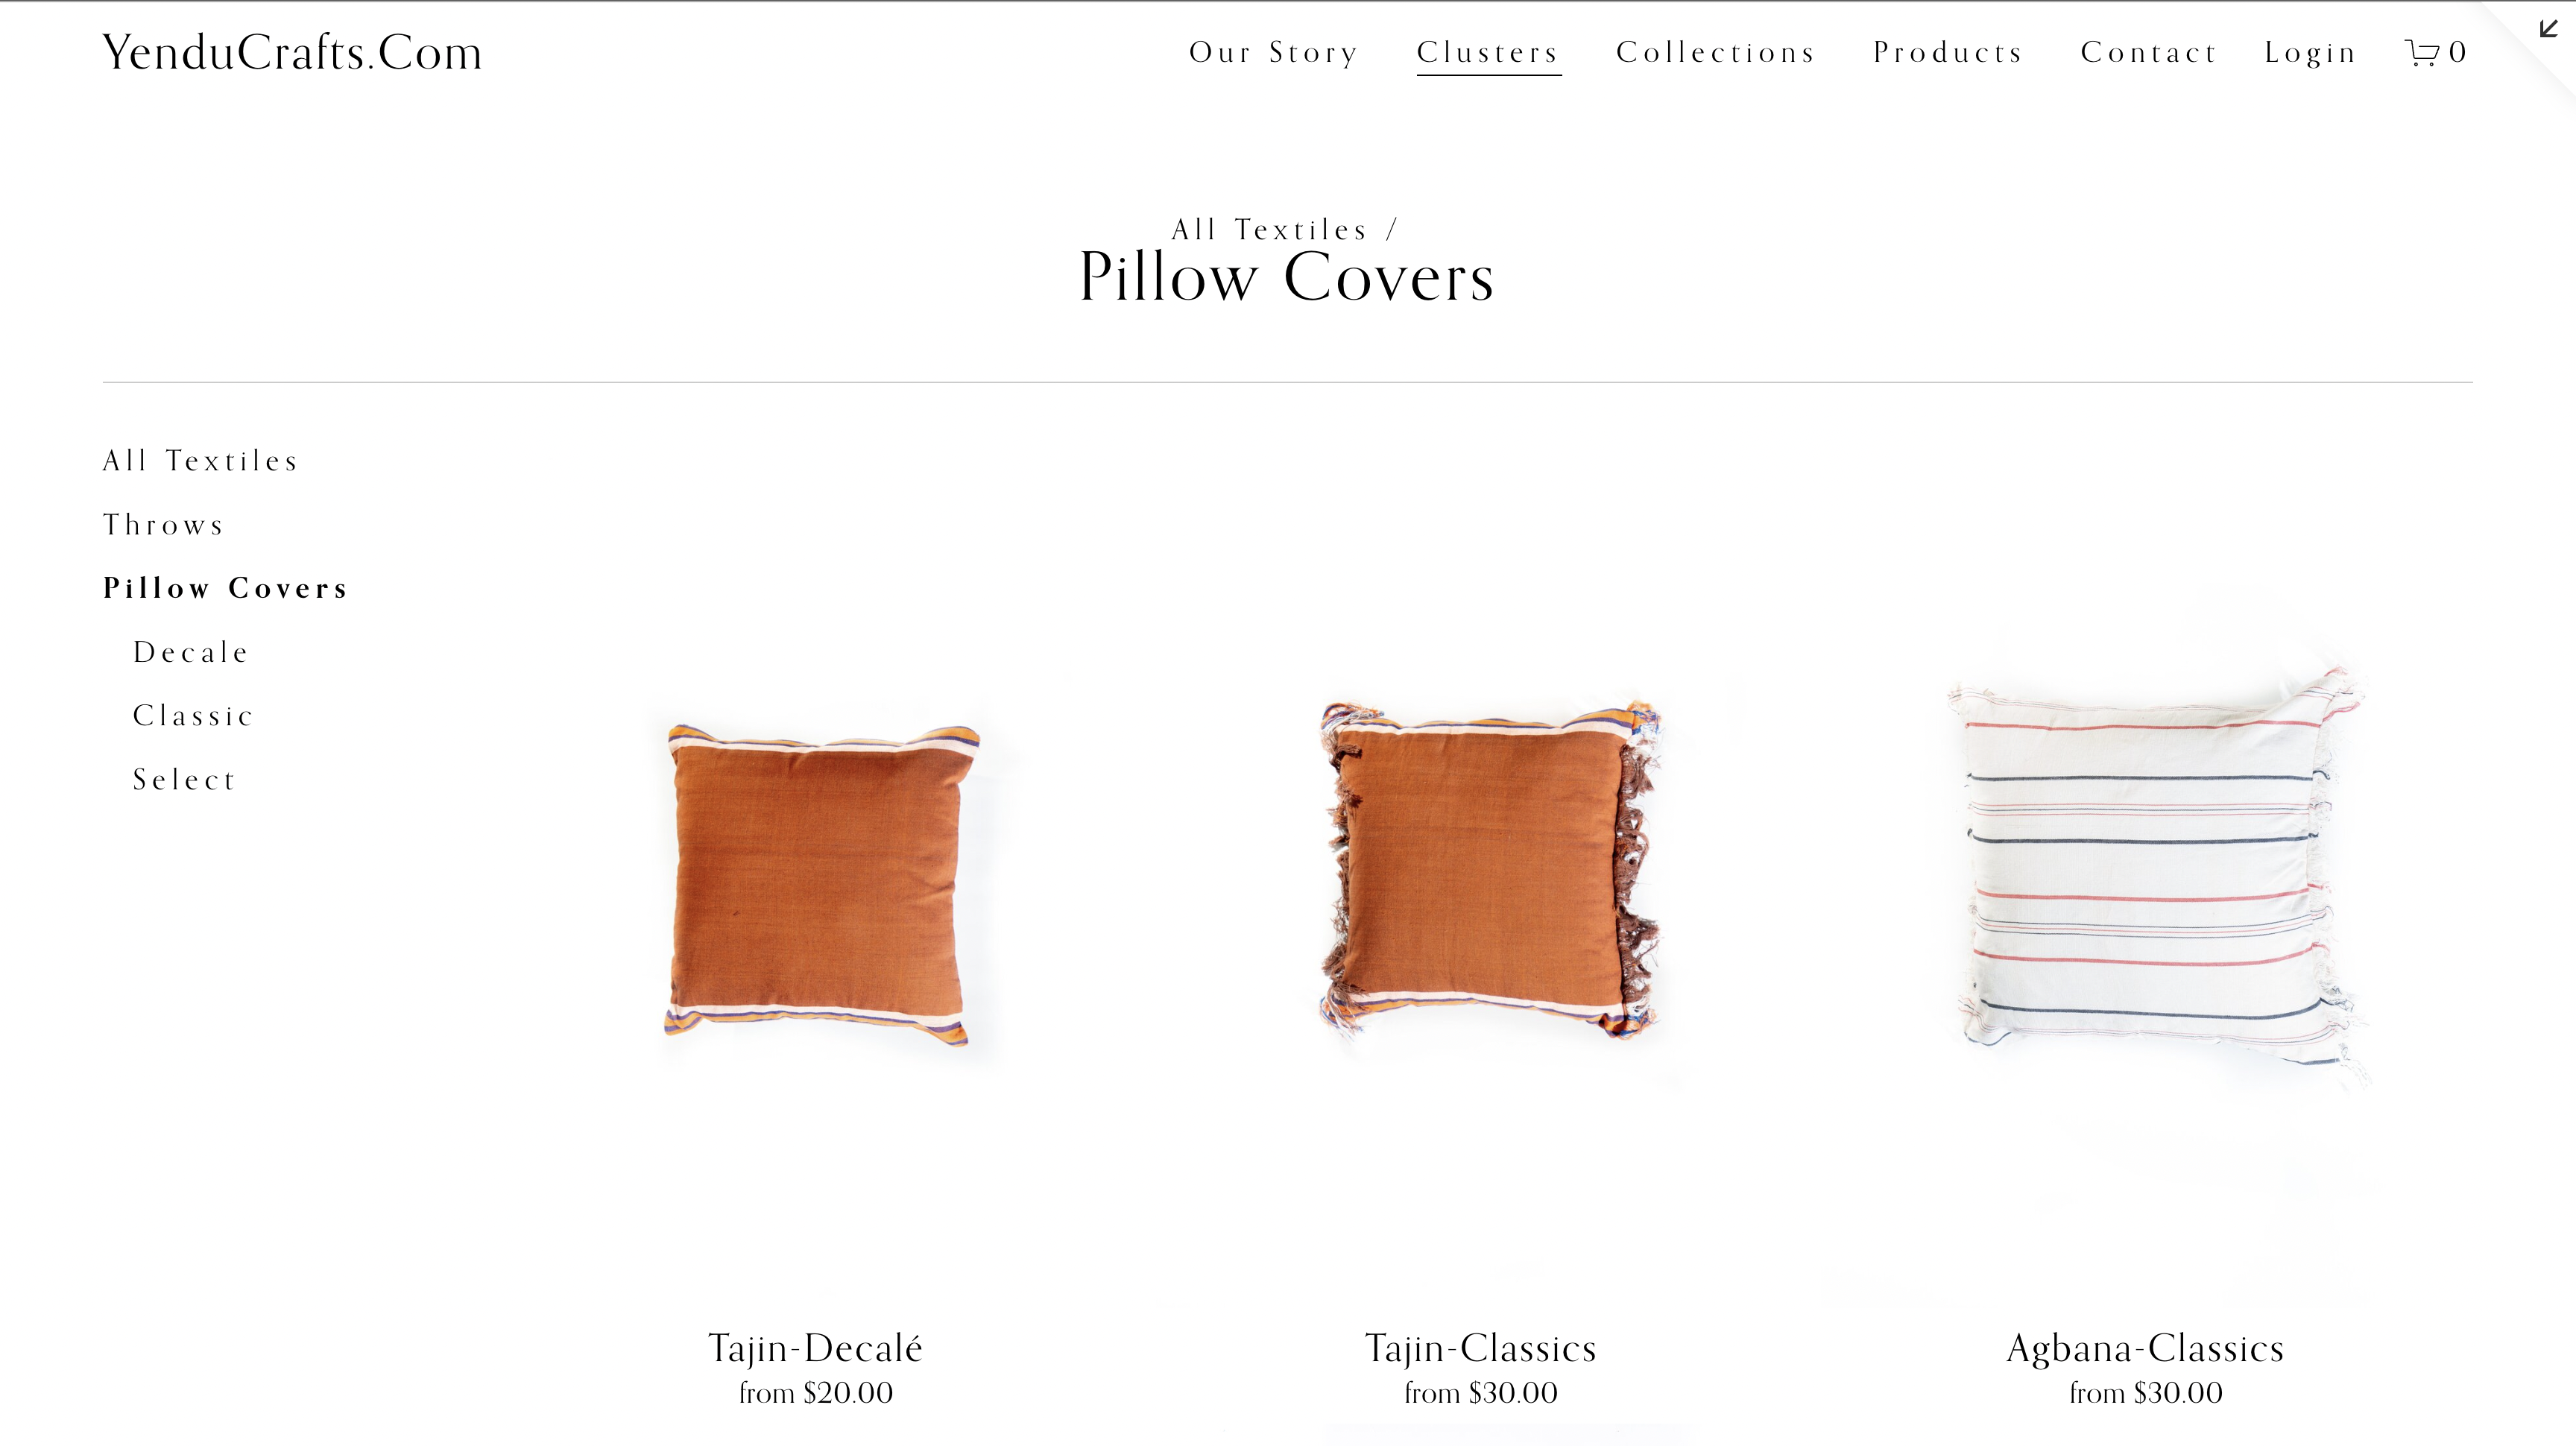 YenduCrafts.Com
Our Story Clusters Collections Products Contact Login 0
All Textiles /
Pillow Covers
All Textiles
Throws
Pillow Covers
Decale
Classic
Select
Tajin-Decalé
from $20.00
Tajin-Classics
from $30.00
Agbana-Classics
from $30.00